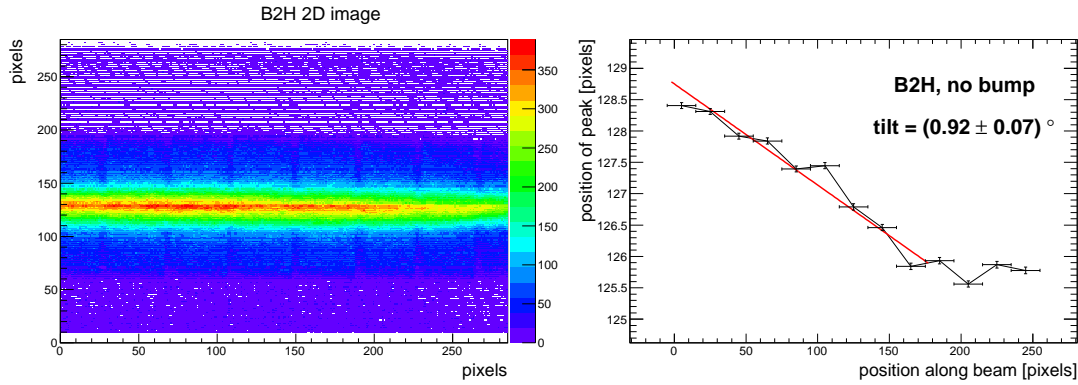 B2H 2D image
pixels
250
200
150
100
50
0
0 50 100 150 200 250
pixels
350
300
250
200
150
100
50
0
position of peak [pixels]
129
128.5
128
127.5
127
126.5
126
125.5
125
B2H, no bump
tilt = (0.92 ± 0.07) °
0 50 100 150 200 250
position along beam [pixels]